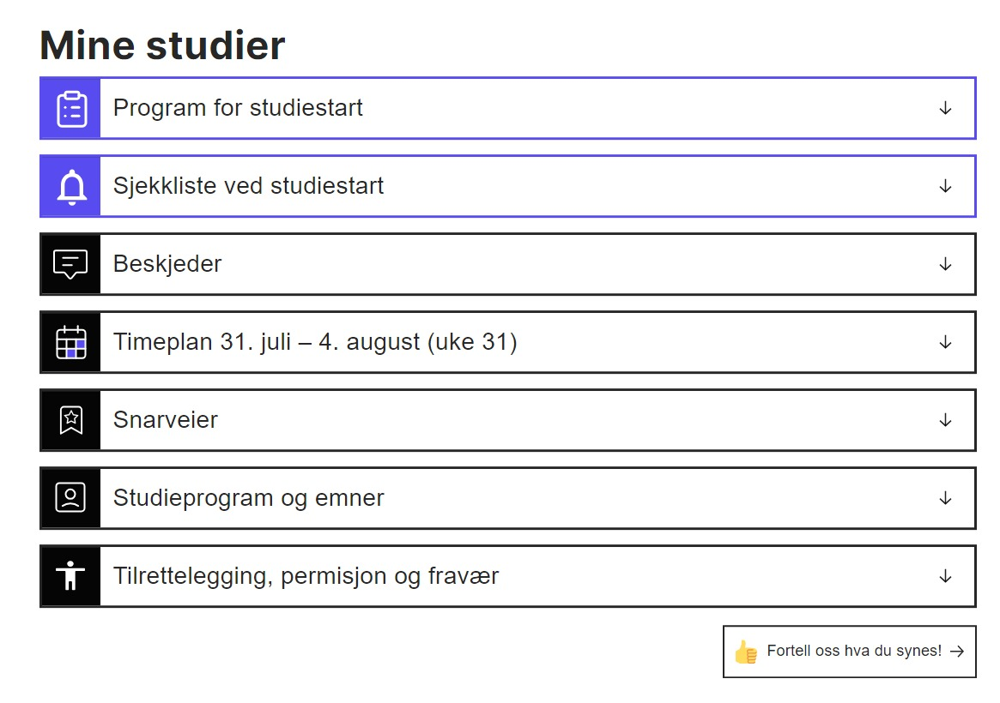 Mine studier
Program for studiestart
Sjekkliste ved studiestart
Beskjeder
Timeplan 31. juli – 4. august (uke 31)
Snarveier
Studieprogram og emner
Tilrettelegging, permisjon og fravær
Fortell oss hva du synes!